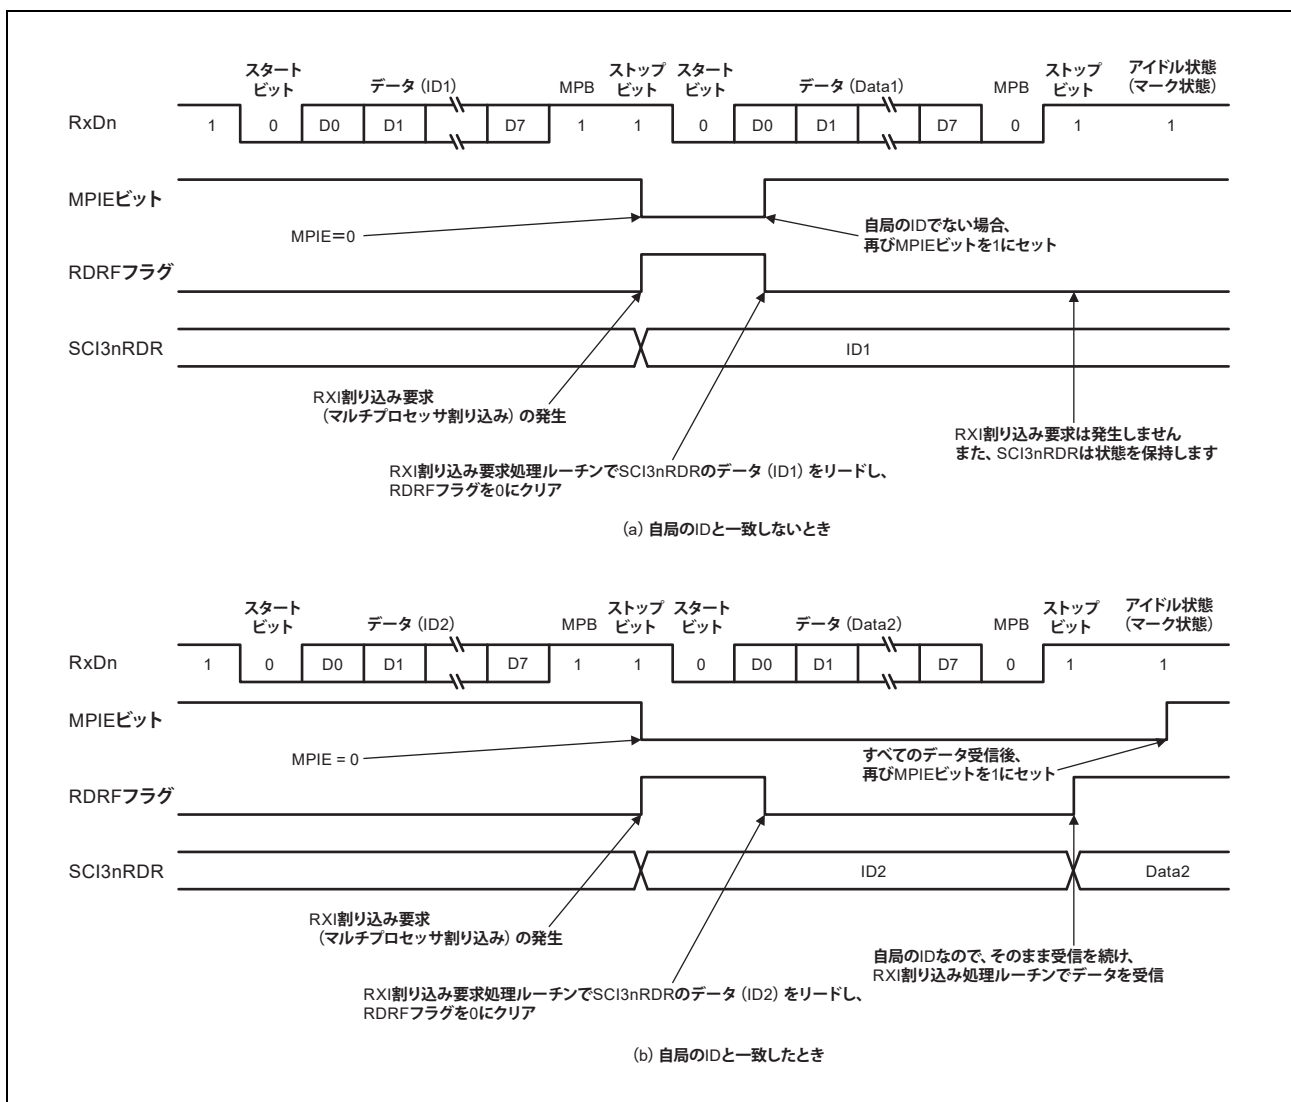 スタート
ビット
データ (ID1)
MPB
ストップ
ビット
スタート
ビット
データ (Data1)
MPB
ストップ
ビット
アイドル状態
(マーク状態)
RxDn
1 0 D0 D1 D7 1 1 0 D0 D1 D7 0 1 1
MPIEビット
MPIE=0
自局のIDでない場合、
再びMPIEビットを1にセット
RDRFフラグ
SCI3nRDR
ID1
RXI割り込み要求
(マルチプロセッサ割り込み) の発生
RXI割り込み要求は発生しません
また、SCI3nRDRは状態を保持します
RXI割り込み要求処理ルーチンでSCI3nRDRのデータ (ID1) をリードし、
RDRFフラグを0にクリア
(a) 自局のIDと一致しないとき
スタート
ビット
データ (ID2)
MPB
ストップ
ビット
スタート
ビット
データ (Data2)
MPB
ストップ
ビット
アイドル状態
(マーク状態)
RxDn
1 0 D0 D1 D7 1 1 0 D0 D1 D7 0 1 1
MPIEビット
MPIE = 0
すべてのデータ受信後、
再びMPIEビットを1にセット
RDRFフラグ
SCI3nRDR
ID2
Data2
RXI割り込み要求
(マルチプロセッサ割り込み) の発生
自局のIDなので、そのまま受信を続け、
RXI割り込み処理ルーチンでデータを受信
RXI割り込み要求処理ルーチンでSCI3nRDRのデータ (ID2) をリードし、
RDRFフラグを0にクリア
(b) 自局のIDと一致したとき